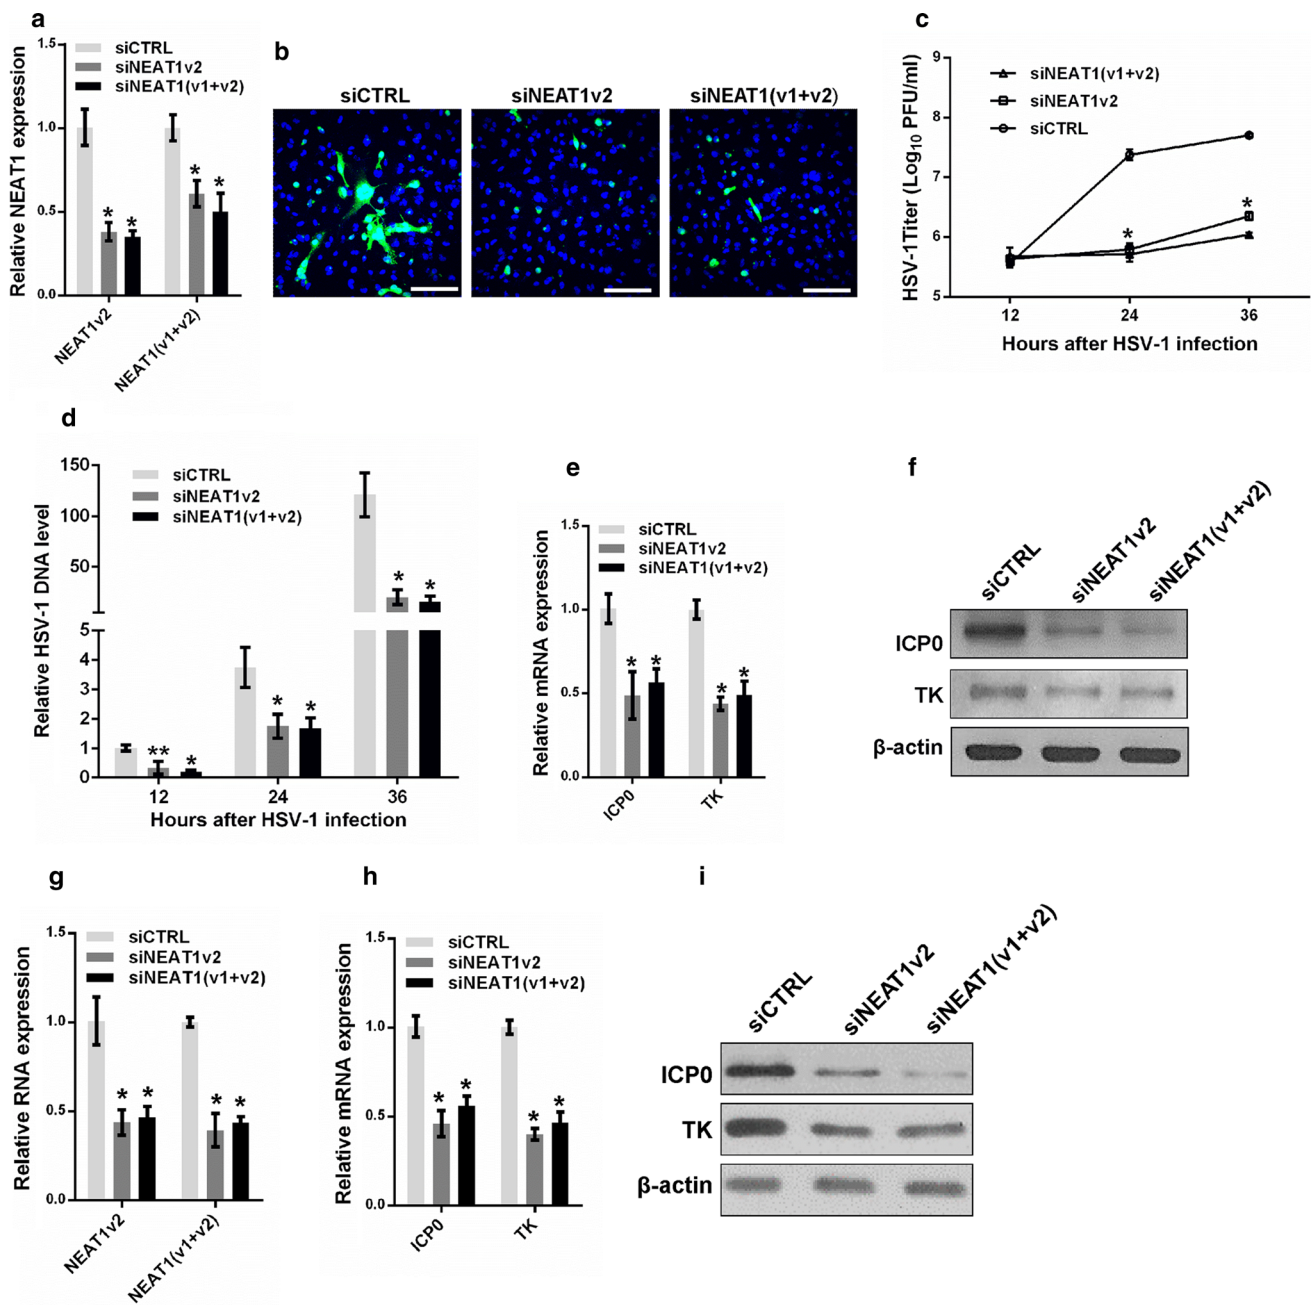 a
1.5
1.0
0.5
0.0
Relative NEAT1 expression
siCTRL
siNEAT1v2
siNEAT1(v1+v2)
*
*
*
*
NEAT1v2
NEAT1(v1+v2)
b
siCTRL
siNEAT1v2
siNEAT1(v1+v2)
c
9
8
7
6
5
HSV-1Titer (Log10 PFU/ml)
siNEAT1(v1+v2)
siNEAT1v2
siCTRL
*
*
12
24
36
Hours after HSV-1 infection
d
150
100
50
5
4
3
2
1
0
Relative HSV-1 DNA level
siCTRL
siNEAT1v2
siNEAT1(v1+v2)
**
*
*
*
*
*
12
24
36
Hours after HSV-1 infection
e
1.5
1.0
0.5
0.0
Relative mRNA expression
siCTRL
siNEAT1v2
siNEAT1(v1+v2)
*
*
*
*
ICP0
TK
f
siCTRL
siNEAT1v2
siNEAT1(v1+v2)
ICP0
TK
β-actin
g
1.5
1.0
0.5
0.0
Relative RNA expression
siCTRL
siNEAT1v2
siNEAT1(v1+v2)
*
*
*
*
NEAT1v2
NEAT1(v1+v2)
h
1.5
1.0
0.5
0.0
Relative mRNA expression
siCTRL
siNEAT1v2
siNEAT1(v1+v2)
*
*
*
*
ICP0
TK
i
siCTRL
siNEAT1v2
siNEAT1(v1+v2)
ICP0
TK
β-actin